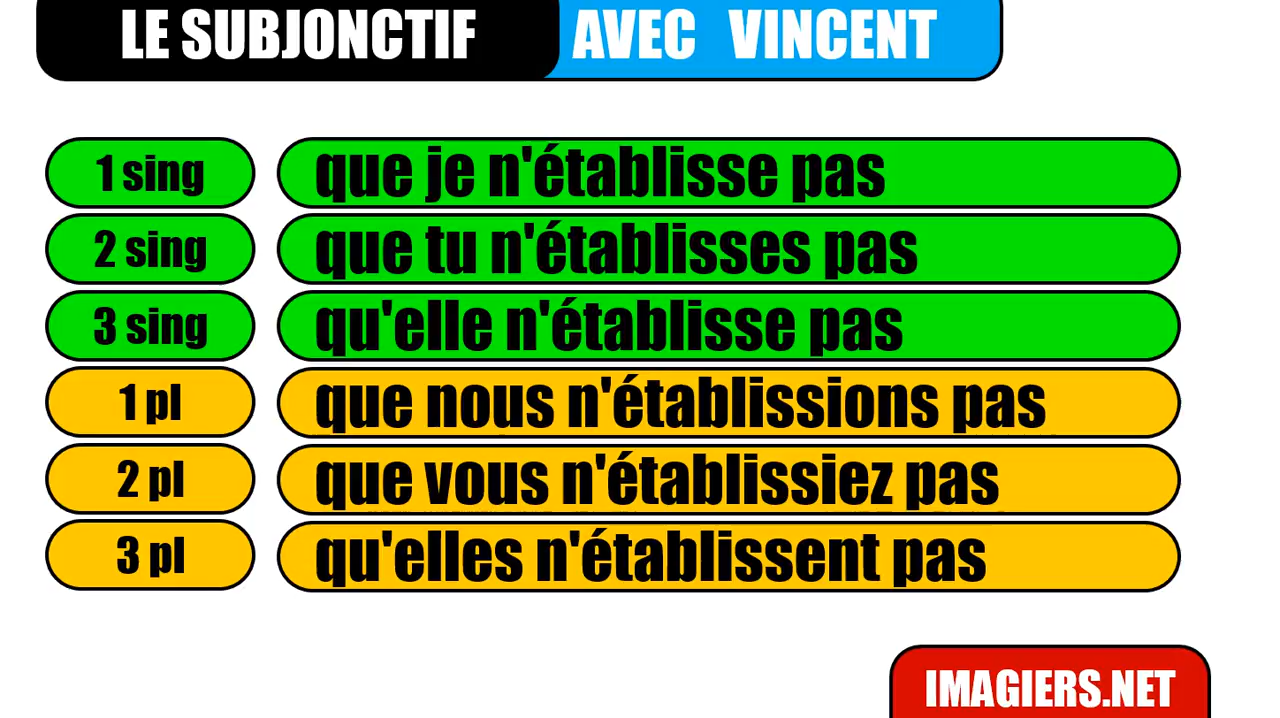 LE SUBJONCTIF AVEC VINCENT
1 sing que je n'établisse pas
2 sing que tu n'établisses pas
3 sing qu'elle n'établisse pas
1 pl que nous n'établissions pas
2 pl que vous n'établissiez pas
3 pl qu'elles n'établissent pas
IMAGIERS.NET